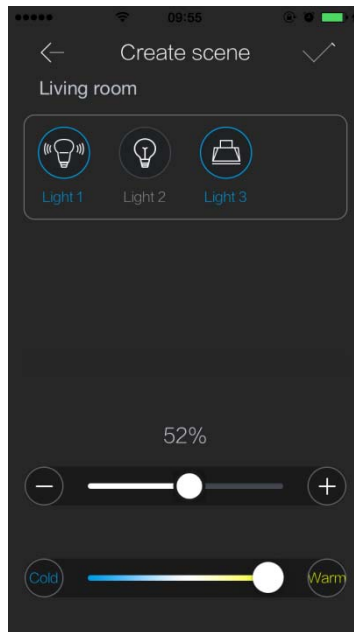 09:55
Create scene
Living room
Light 1 Light 2 Light 3
52%
Cold Warm